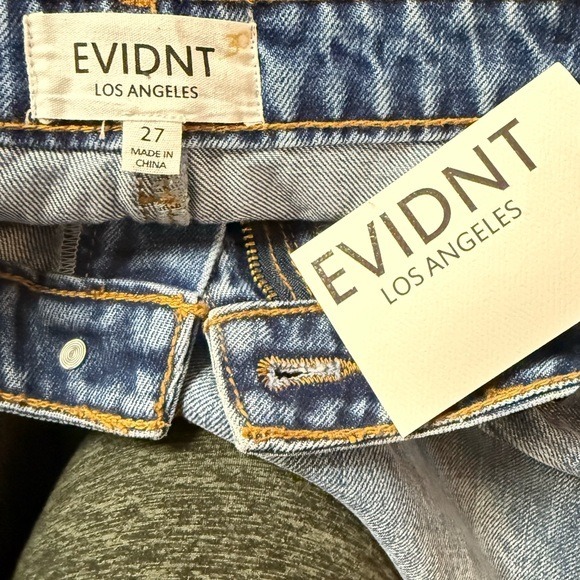 EVIDNT
LOS ANGELES
27
MADE IN
CHINA
EVIDNT
LOS ANGELES